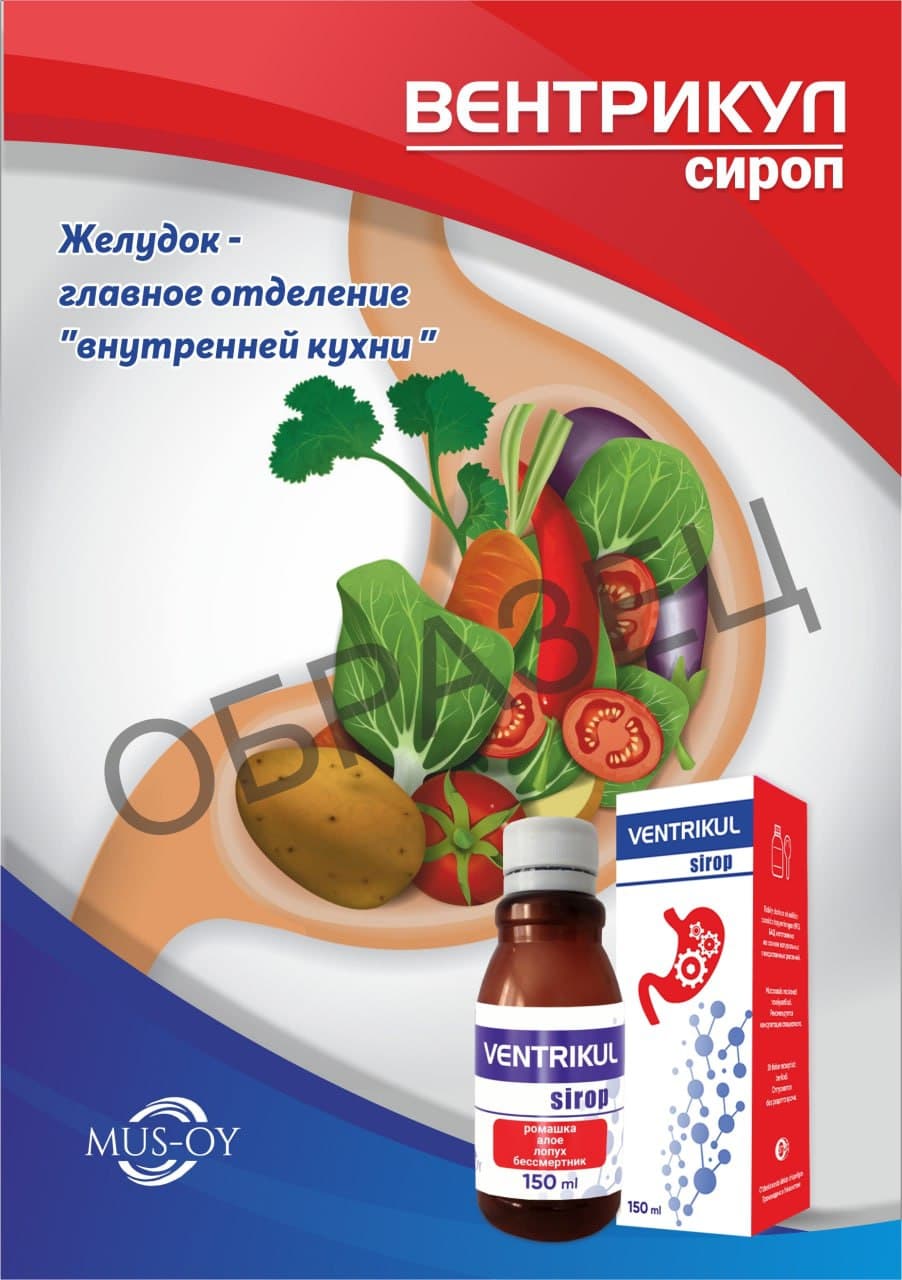 ВЕНТРИКУЛ
сироп
Желудок -
главное отделение
"внутренней кухни "
ОБРАЗЕЦ
VENTRIKUL
sirop
VENTRIKUL
sirop
ромашка
алое
лопух
бессмертник
150 ml
150 ml
MUS-OY